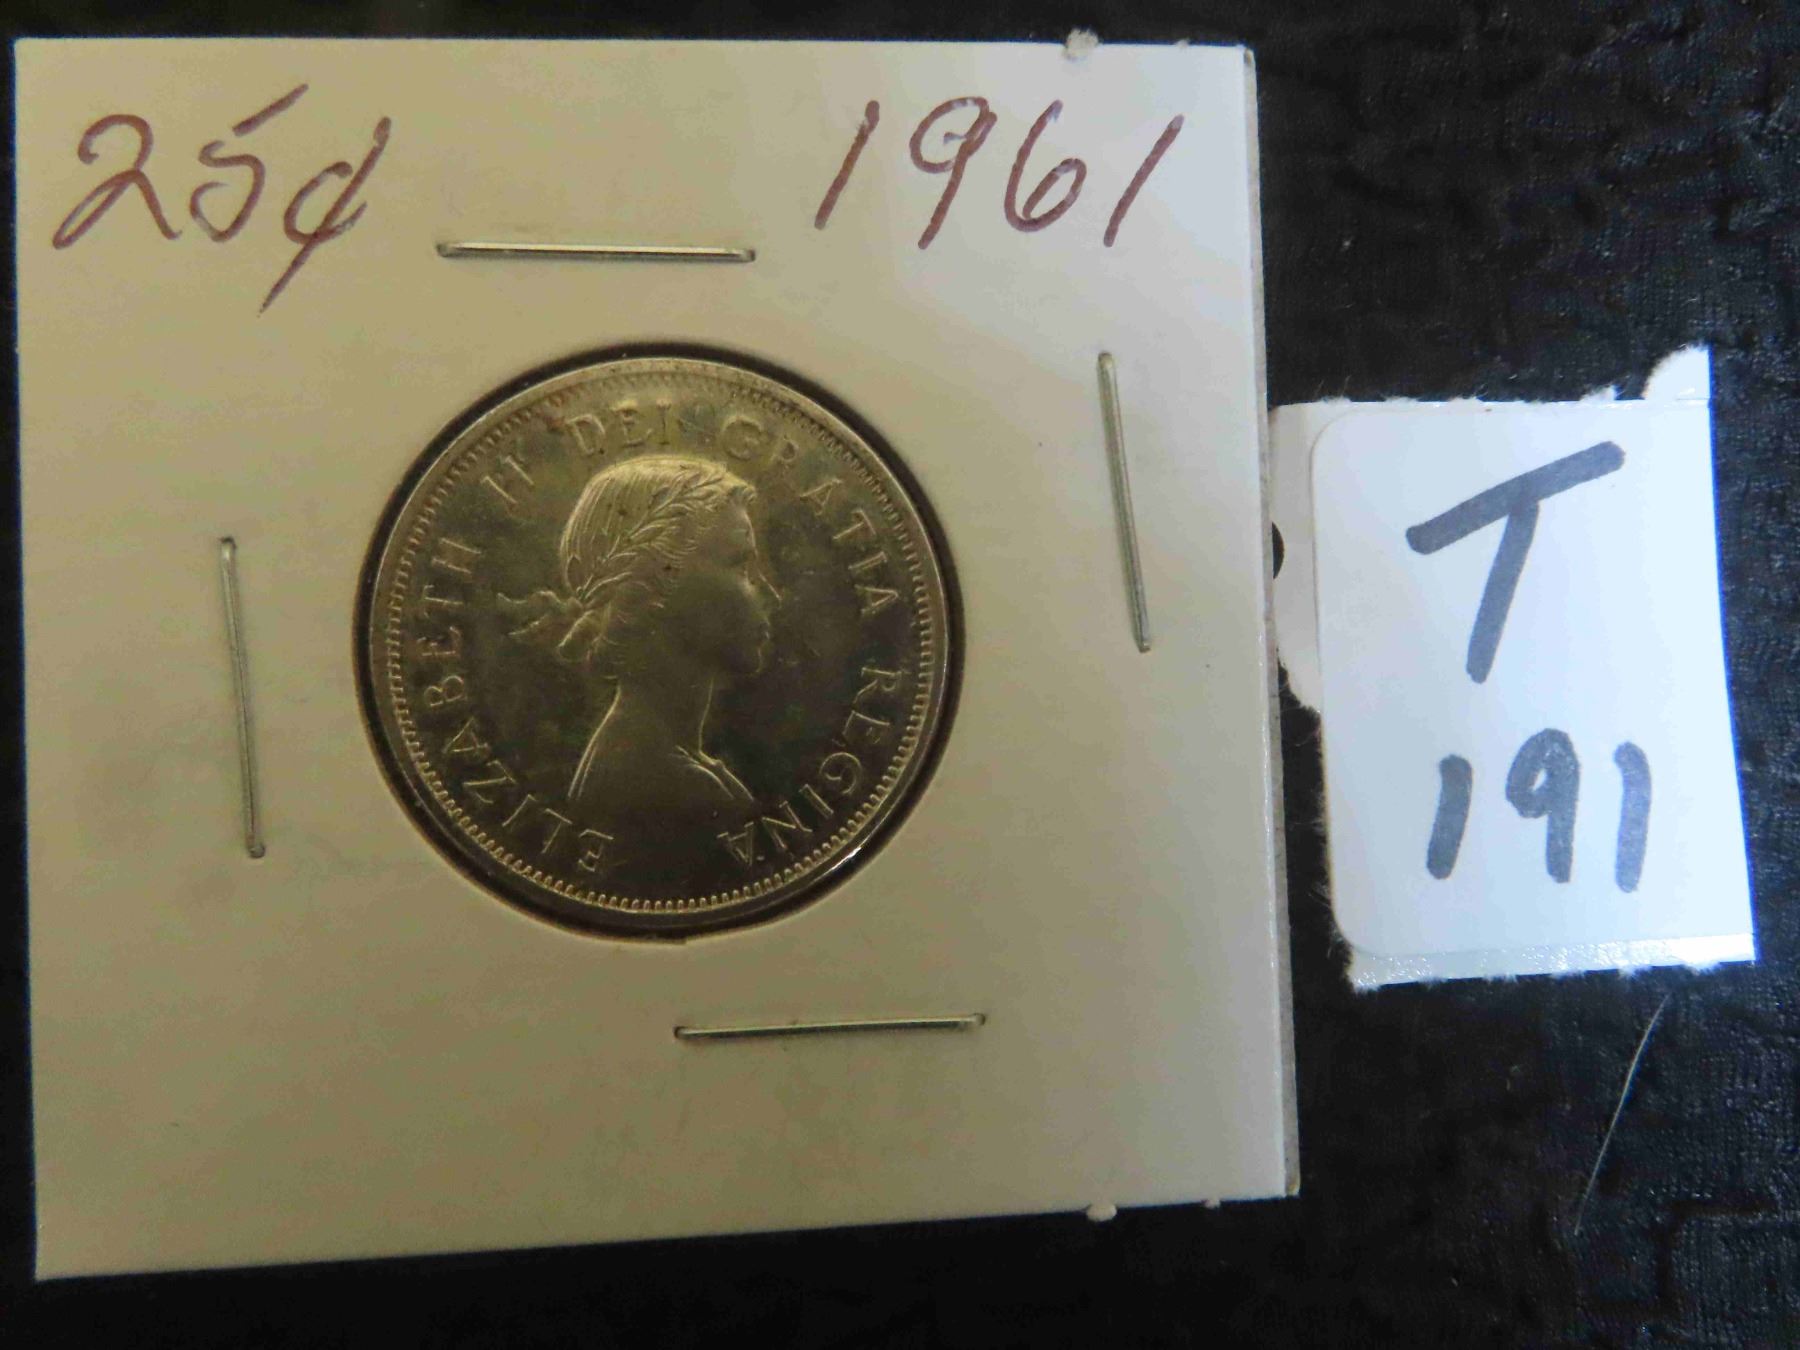 25¢ 1961
ELIZABETH II DEI GRATIA REGINA
T
191